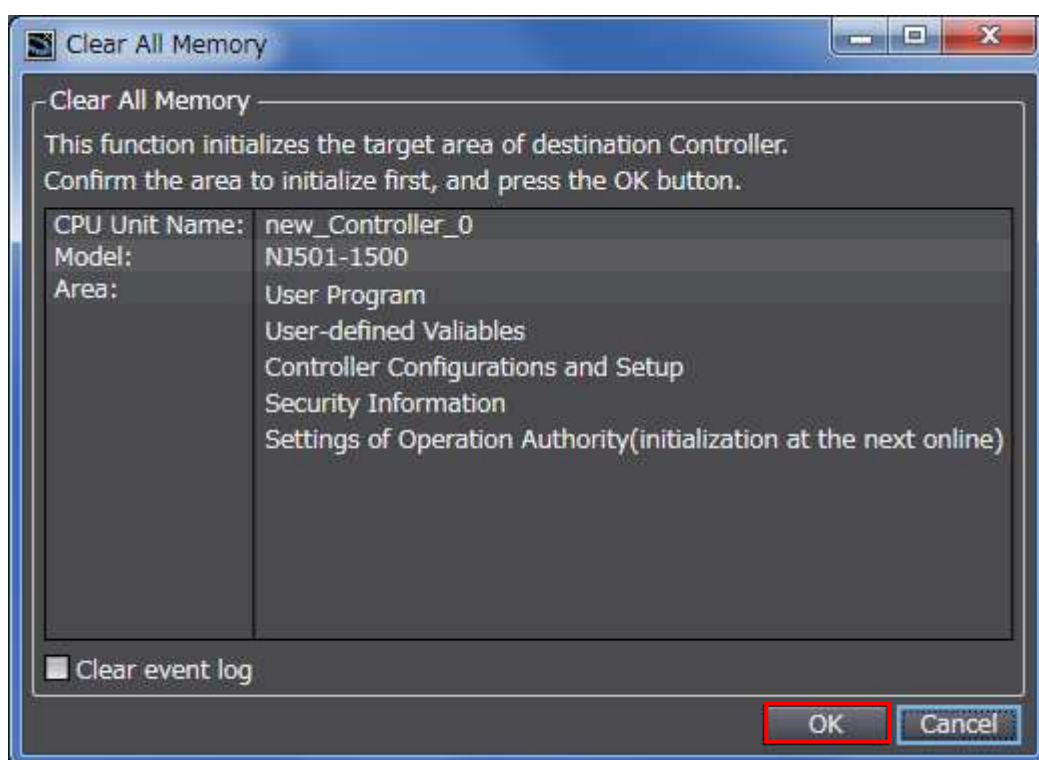 Clear All Memory
Clear All Memory
This function initializes the target area of destination Controller.
Confirm the area to initialize first, and press the OK button.
CPU Unit Name: new_Controller_0
Model: NJ501-1500
Area: User Program
User-defined Valiables
Controller Configurations and Setup
Security Information
Settings of Operation Authority(initialization at the next online)
Clear event log
OK Cancel